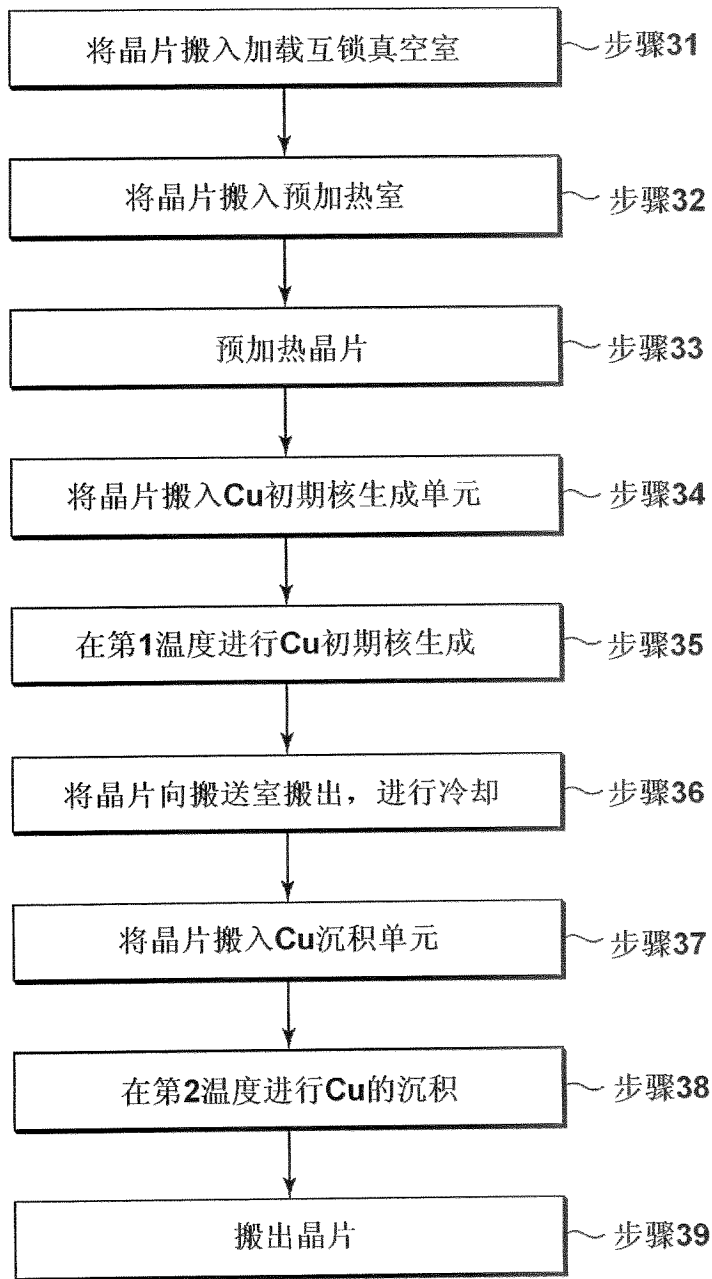 将晶片搬入加载互锁真空室 步骤31
将晶片搬入预加热室 步骤32
预加热晶片 步骤33
将晶片搬入Cu初期核生成单元 步骤34
在第1温度进行Cu初期核生成 步骤35
将晶片向搬送室搬出，进行冷却 步骤36
将晶片搬入Cu沉积单元 步骤37
在第2温度进行Cu的沉积 步骤38
搬出晶片 步骤39